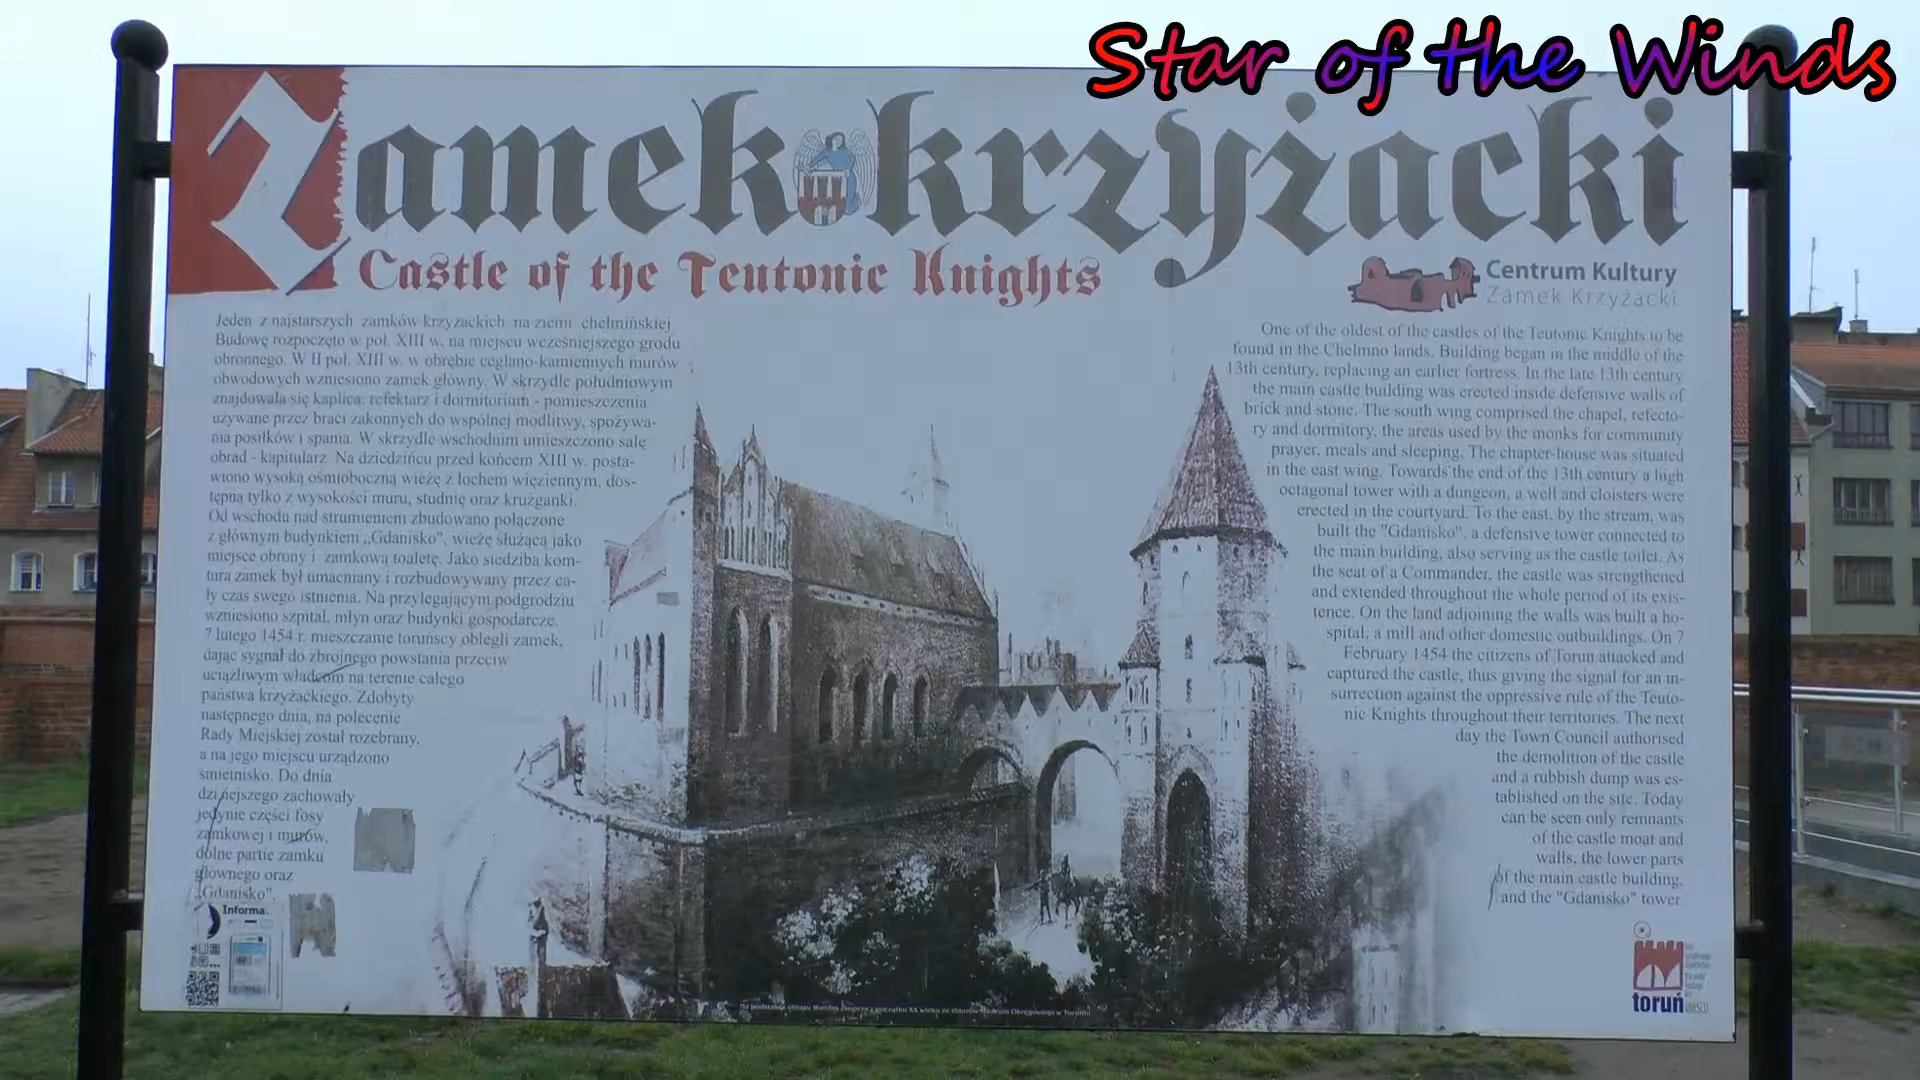 Star of the Winds
Zamek krzyżacki
Castle of the Teutonic Knights
Centrum Kultury
Zamek Krzyżacki
Jeden z najstarszych zamków krzyżackich na ziemi chełmińskiej
Budowę rozpoczęto w poł. XIII w. na miejscu wcześniejszego grodu
obronnego. W II poł. XIII w. w obrębie ceglano-kamiennych murów
obwodowych wzniesiono zamek główny. W skrzydle południowym
znajdowała się kaplica, refektarz i dormitorium - pomieszczenia
używane przez braci zakonnych do wspólnej modlitwy, spożywa-
nia posiłków i spania. W skrzydle wschodnim umieszczono salę
obrad - kapitularz. Na dziedzińcu przed końcem XIII w. posta-
wiono wysoką ośmioboczną wieżę z lochem więziennym, dos-
tępną tylko z wysokości muru, studnię oraz krużganki.
Od wschodu nad strumieniem zbudowano połączone
z głównym budynkiem „Gdanisko”, wieżę służącą jako
miejsce obrony i zamkową toaletę. Jako siedziba kom-
tura zamek był umacniany i rozbudowywany przez ca-
ły czas swego istnienia. Na przylegającym podgrodziu
wzniesiono szpital, młyn oraz budynki gospodarcze.
7 lutego 1454 r. mieszczanie toruńscy oblegli zamek,
dając sygnał do zbrojnego powstania przeciw
uciążliwym władcom na terenie całego
państwa krzyżackiego. Zdobyty
następnego dnia, na polecenie
Rady Miejskiej został rozebrany,
a na jego miejscu urządzono
śmietnisko. Do dnia
dzisiejszego zachowały
jedynie części fosy
zamkowej i murów,
dolne partie zamku
głównego oraz
„Gdanisko”.
Informa.
One of the oldest of the castles of the Teutonic Knights to be
found in the Chelmno lands. Building began in the middle of the
13th century, replacing an earlier fortress. In the late 13th century
the main castle building was erected inside defensive walls of
brick and stone. The south wing comprised the chapel, refecto-
ry and dormitory, the areas used by the monks for community
prayer, meals and sleeping. The chapter-house was situated
in the east wing. Towards the end of the 13th century a high
octagonal tower with a dungeon, a well and cloisters were
erected in the courtyard. To the east, by the stream, was
built the "Gdanisko", a defensive tower connected to
the main building, also serving as the castle toilet. As
the seat of a Commander, the castle was strengthened
and extended throughout the whole period of its exis-
tence. On the land adjoining the walls was built a ho-
spital, a mill and other domestic outbuildings. On 7
February 1454 the citizens of Torun attacked and
captured the castle, thus giving the signal for an in-
surrection against the oppressive rule of the Teuto-
nic Knights throughout their territories. The next
day the Town Council authorised
the demolition of the castle
and a rubbish dump was es-
tablished on the site. Today
can be seen only remnants
of the castle moat and
walls, the lower parts
of the main castle building,
and the "Gdanisko" tower
toruń